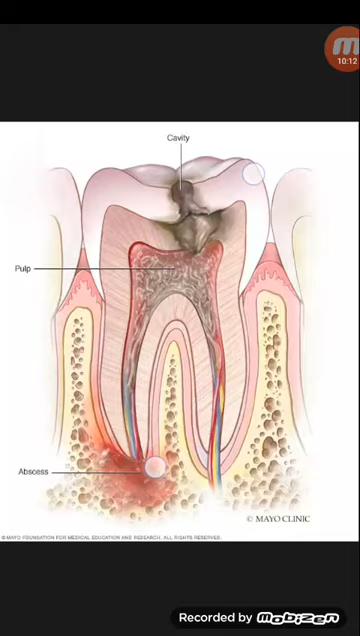 10:12
Cavity
Pulp
Abscess
© MAYO CLINIC
© MAYO FOUNDATION FOR MEDICAL EDUCATION AND RESEARCH. ALL RIGHTS RESERVED.
Recorded by Mobizen